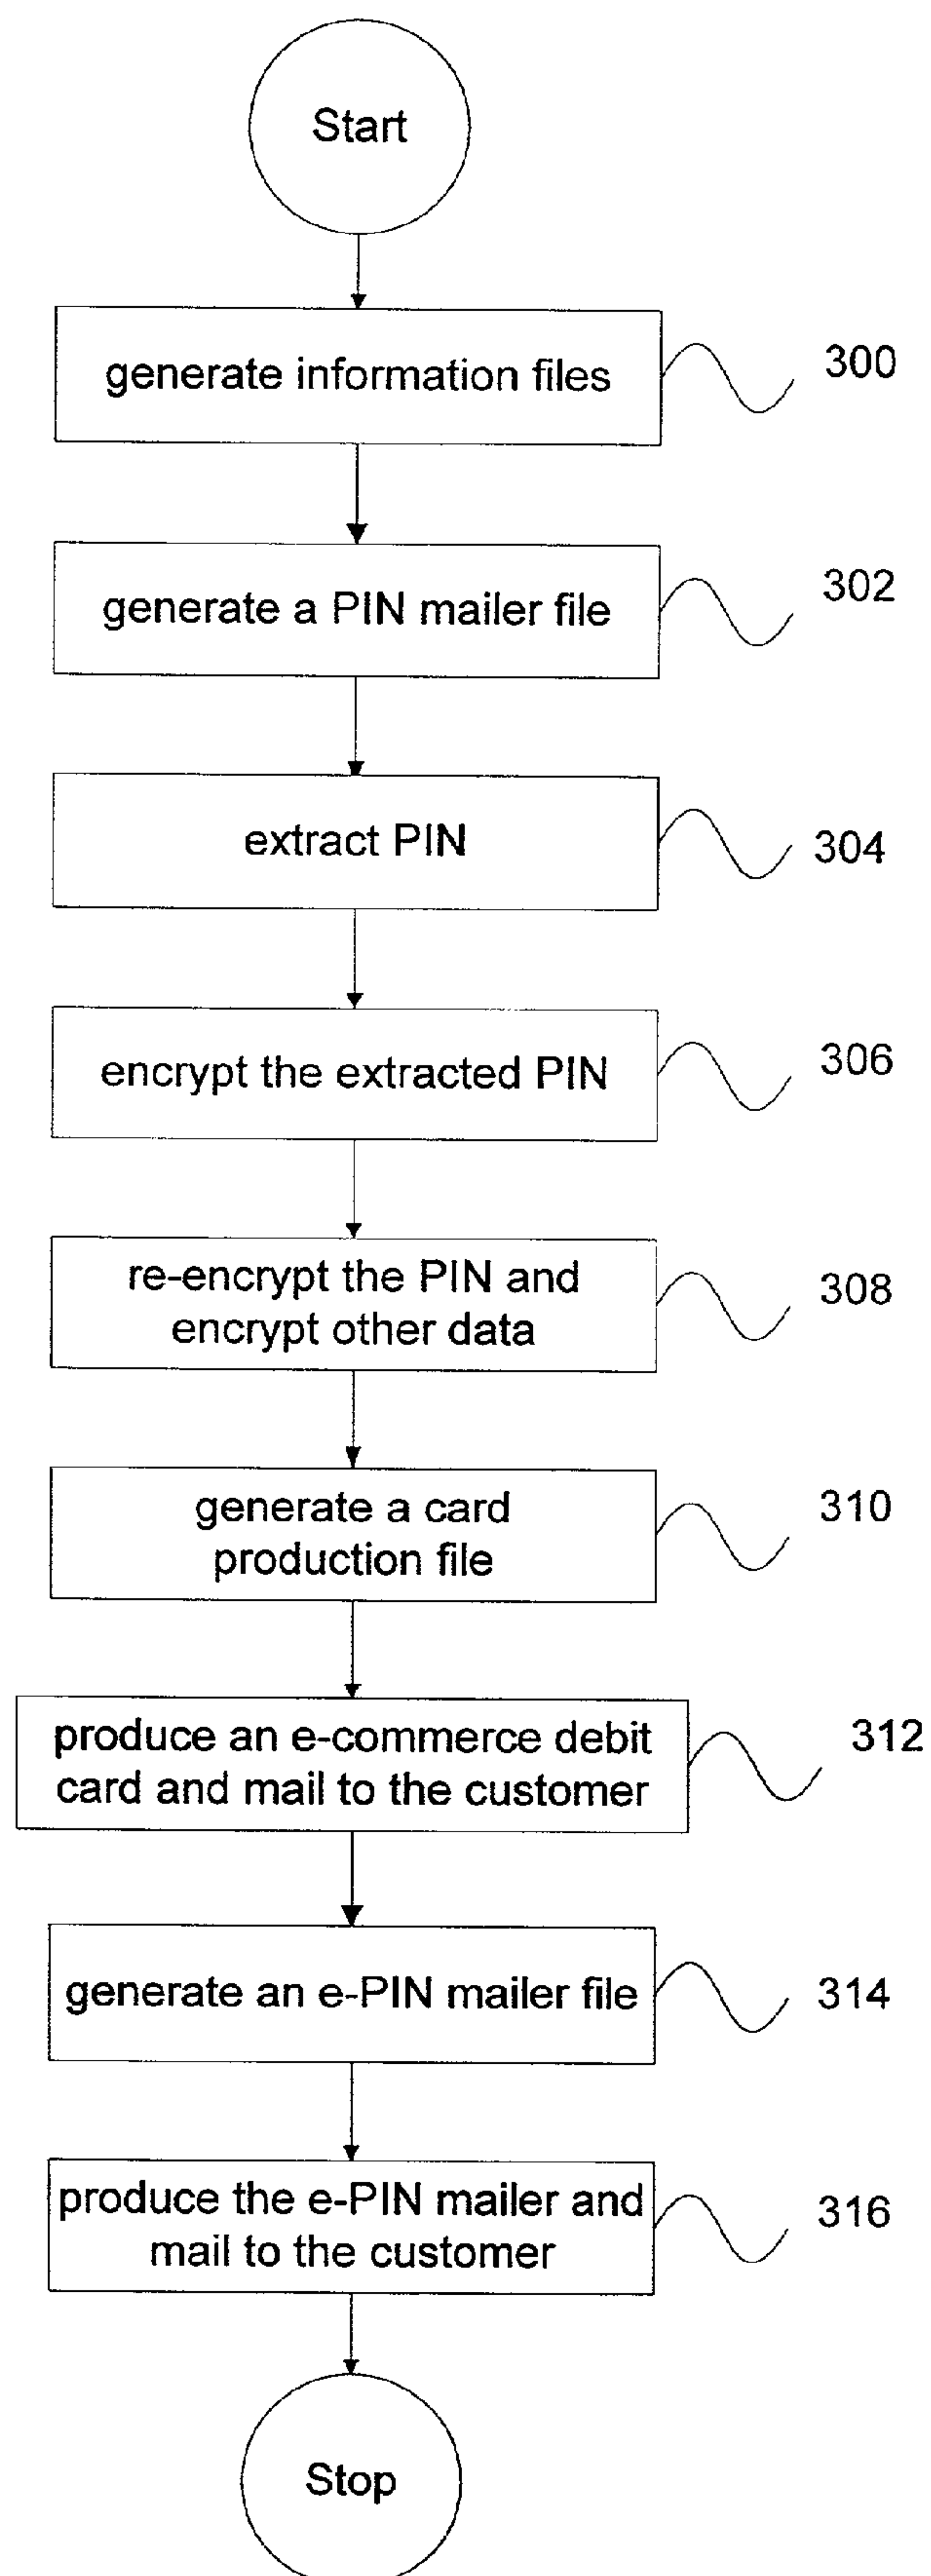 Start
generate information files
300
generate a PIN mailer file
302
extract PIN
304
encrypt the extracted PIN
306
re-encrypt the PIN and
encrypt other data
308
generate a card
production file
310
produce an e-commerce debit
card and mail to the customer
312
generate an e-PIN mailer file
314
produce the e-PIN mailer and
mail to the customer
316
Stop